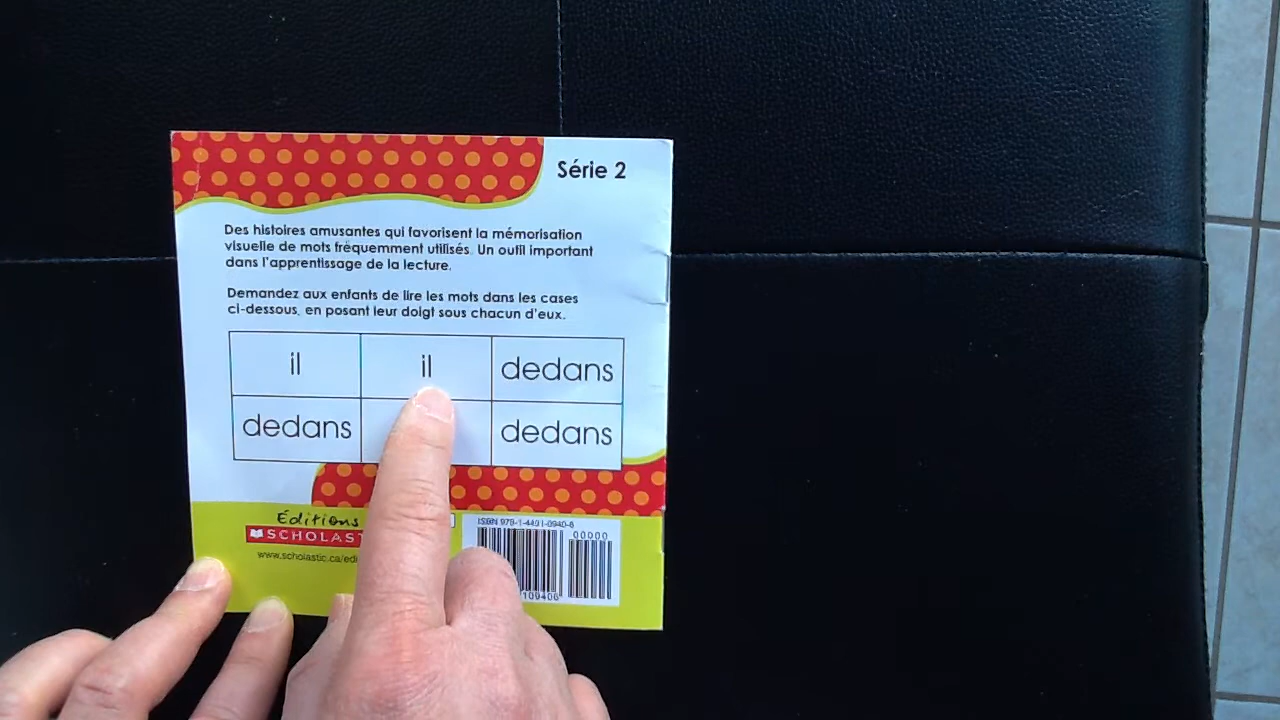 Série 2
Des histoires amusantes qui favorisent la mémorisation
visuelle de mots fréquemment utilisés. Un outil important
dans l'apprentissage de la lecture.
Demandez aux enfants de lire les mots dans les cases
ci-dessous, en posant leur doigt sous chacun d'eux.
il il dedans
dedans dedans
Éditions
SCHOLAST
www.scholastic.ca/edi
ISBN 978-1-4431-0940-6
00000
109406